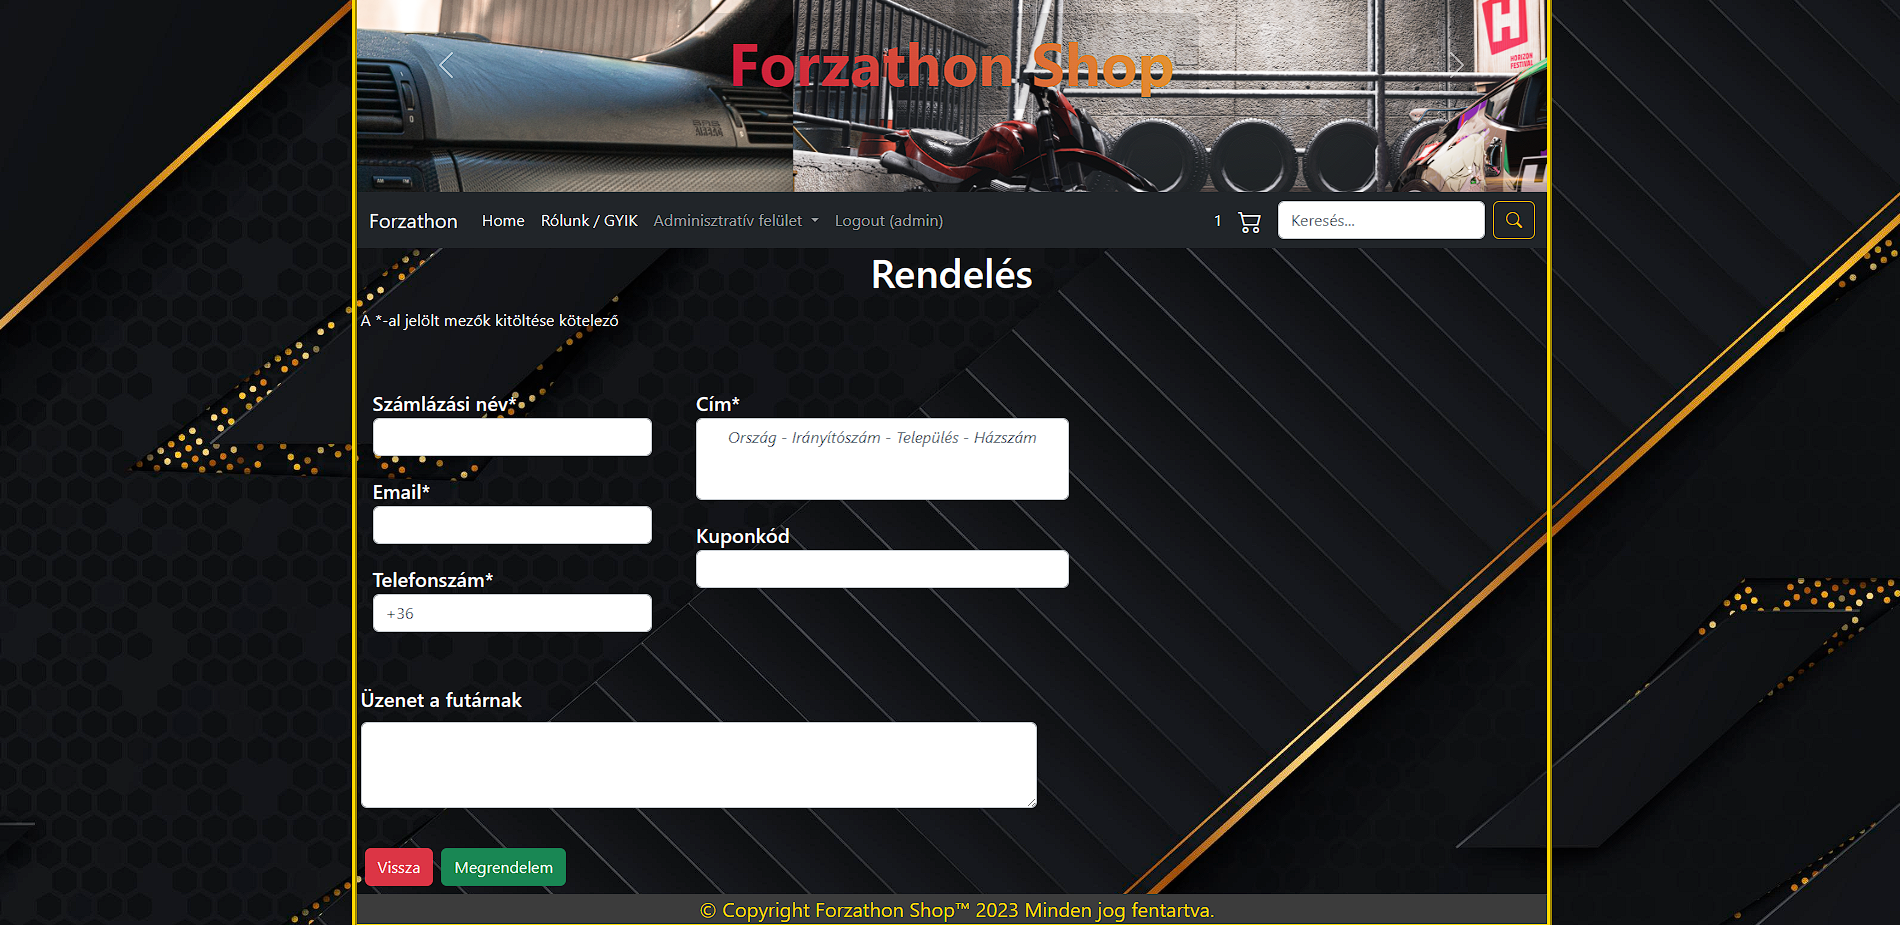 Forzathon Shop
HORIZON
FESTIVAL
Forzathon Home Rólunk / GYIK Adminisztratív felület Logout (admin) 1 Keresés...
Rendelés
A *-al jelölt mezők kitöltése kötelező
Számlázási név*
Cím*
Ország - Irányítószám - Település - Házszám
Email*
Kuponkód
Telefonszám*
+36
Üzenet a futárnak
Vissza Megrendelem
© Copyright Forzathon Shop™ 2023 Minden jog fentartva.